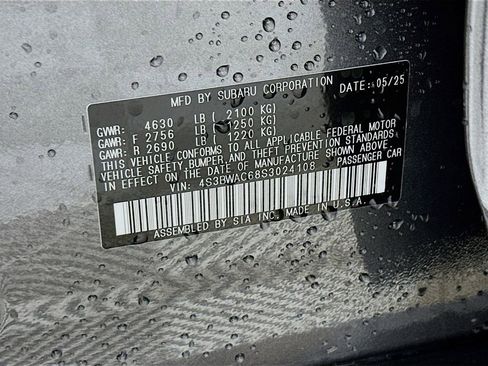 MFD BY SUBARU CORPORATION DATE: 05/25
GVWR: 4630 LB ( 2100 KG)
GAWR: F 2756 LB ( 1250 KG)
GAWR: R 2690 LB ( 1220 KG)
THIS VEHICLE CONFORMS TO ALL APPLICABLE FEDERAL MOTOR
VEHICLE SAFETY, BUMPER, AND THEFT PREVENTION STANDARDS
IN EFFECT ON THE DATE OF MANUFACTURE SHOWN ABOVE.
VIN: 4S3BWAC68S3024108 PASSENGER CAR
ASSEMBLED BY SIA INC. MADE IN U.S.A.